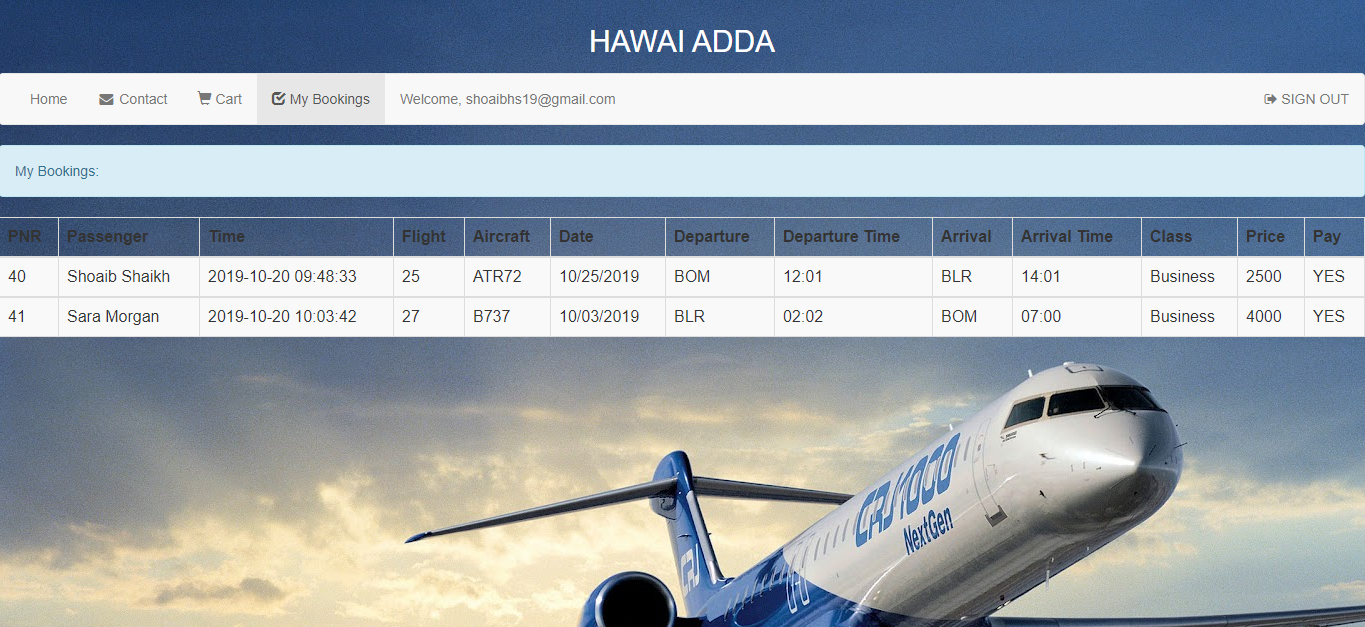 HAWAI ADDA
Home Contact Cart My Bookings Welcome, shoaibhs19@gmail.com SIGN OUT
My Bookings:
PNR Passenger Time Flight Aircraft Date Departure Departure Time Arrival Arrival Time Class Price Pay
40 Shoaib Shaikh 2019-10-20 09:48:33 25 ATR72 10/25/2019 BOM 12:01 BLR 14:01 Business 2500 YES
41 Sara Morgan 2019-10-20 10:03:42 27 B737 10/03/2019 BLR 02:02 BOM 07:00 Business 4000 YES
CRJ1000
NextGen
CRJ